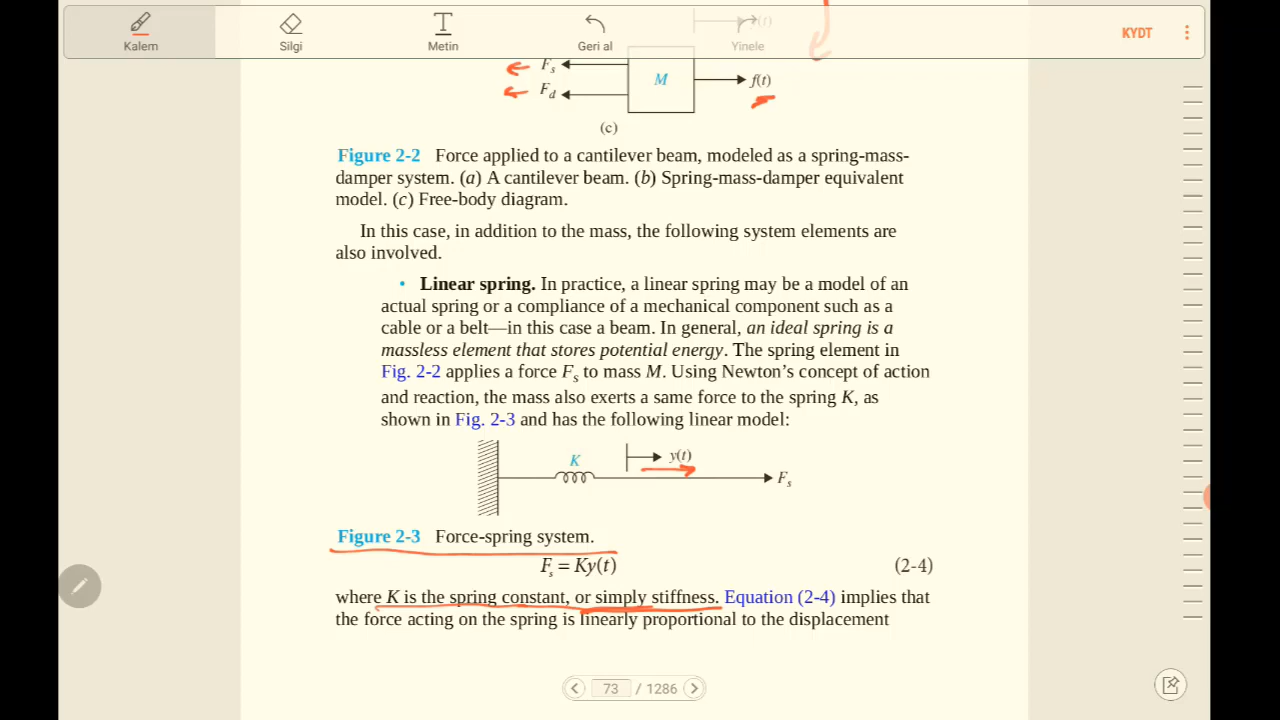 Kalem
Silgi
Metin
Geri al
Yinele
KYDT
Fs
Fd
M
f(t)
(c)
Figure 2-2 Force applied to a cantilever beam, modeled as a spring-mass-
damper system. (a) A cantilever beam. (b) Spring-mass-damper equivalent
model. (c) Free-body diagram.
In this case, in addition to the mass, the following system elements are
also involved.
• Linear spring. In practice, a linear spring may be a model of an
actual spring or a compliance of a mechanical component such as a
cable or a belt—in this case a beam. In general, an ideal spring is a
massless element that stores potential energy. The spring element in
Fig. 2-2 applies a force Fs to mass M. Using Newton's concept of action
and reaction, the mass also exerts a same force to the spring K, as
shown in Fig. 2-3 and has the following linear model:
K
y(t)
Fs
Figure 2-3 Force-spring system.
Fs = Ky(t) (2-4)
where K is the spring constant, or simply stiffness. Equation (2-4) implies that
the force acting on the spring is linearly proportional to the displacement
73 / 1286